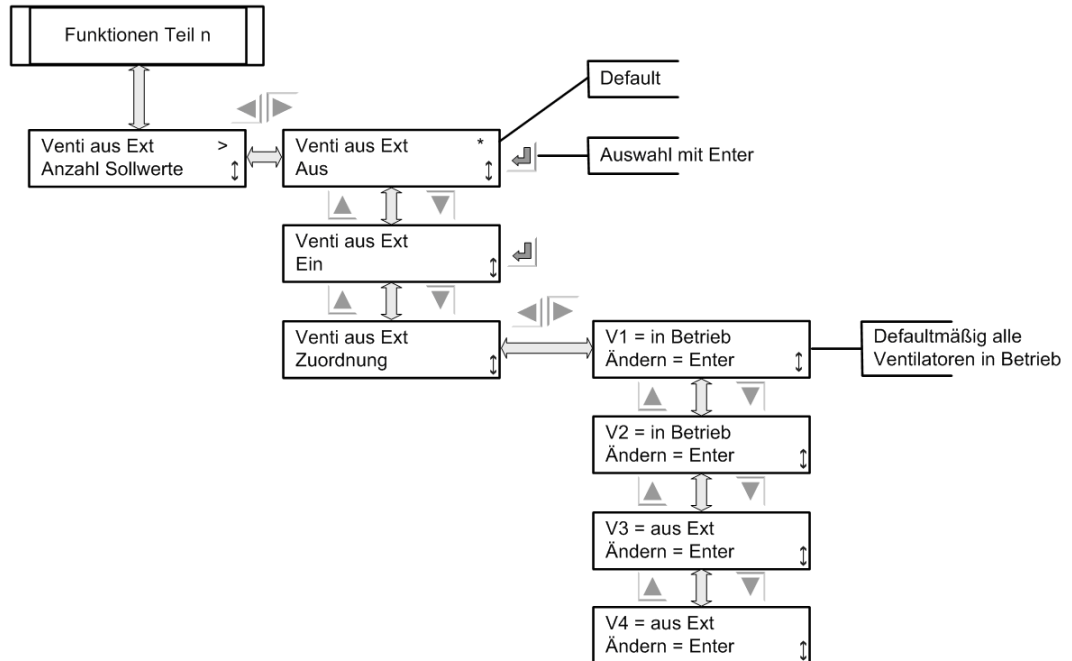 Funktionen Teil n
Default
Venti aus Ext >
Anzahl Sollwerte
Venti aus Ext *
Aus
Auswahl mit Enter
Venti aus Ext
Ein
Venti aus Ext
Zuordnung
V1 = in Betrieb
Ändern = Enter
Defaultmäßig alle
Ventilatoren in Betrieb
V2 = in Betrieb
Ändern = Enter
V3 = aus Ext
Ändern = Enter
V4 = aus Ext
Ändern = Enter